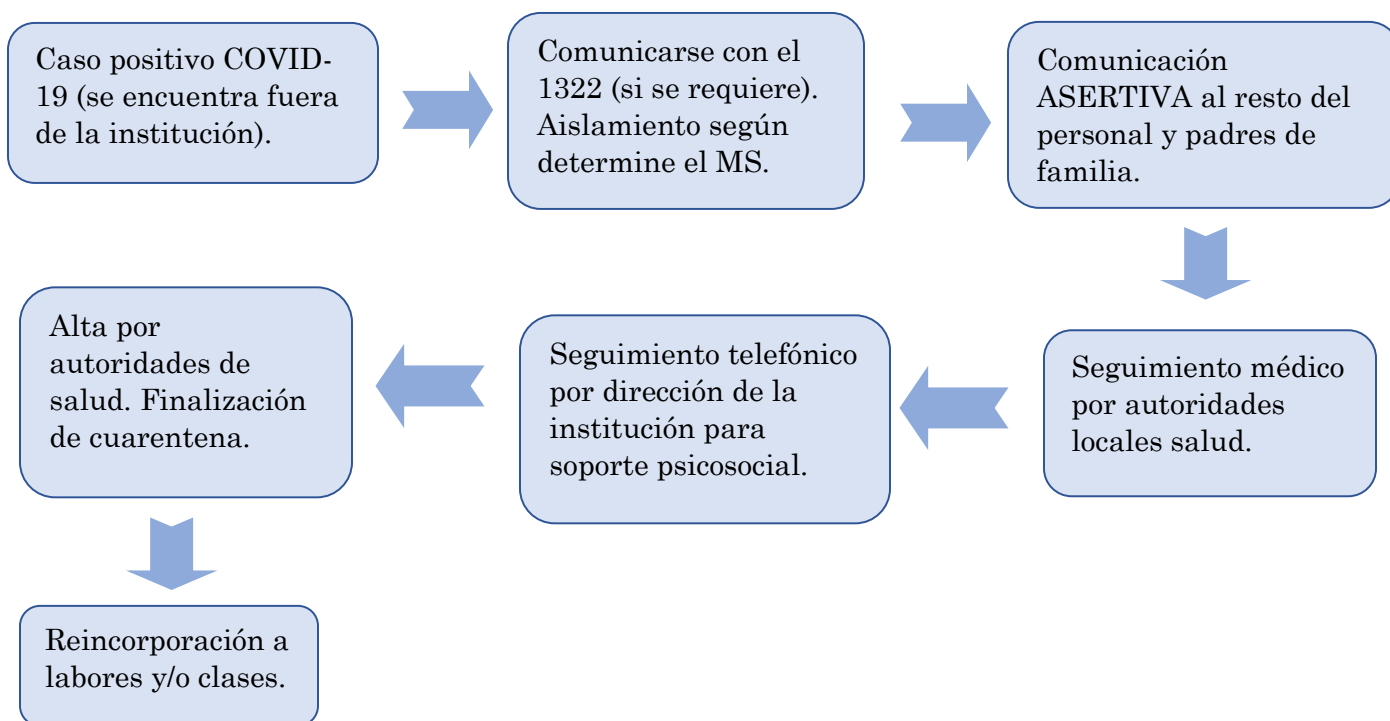 Caso positivo COVID-
19 (se encuentra fuera
de la institución).
Comunicarse con el
1322 (si se requiere).
Aislamiento según
determine el MS.
Comunicación
ASERTIVA al resto del
personal y padres de
familia.
Seguimiento médico
por autoridades
locales salud.
Seguimiento telefónico
por dirección de la
institución para
soporte psicosocial.
Alta por
autoridades de
salud. Finalización
de cuarentena.
Reincorporación a
labores y/o clases.